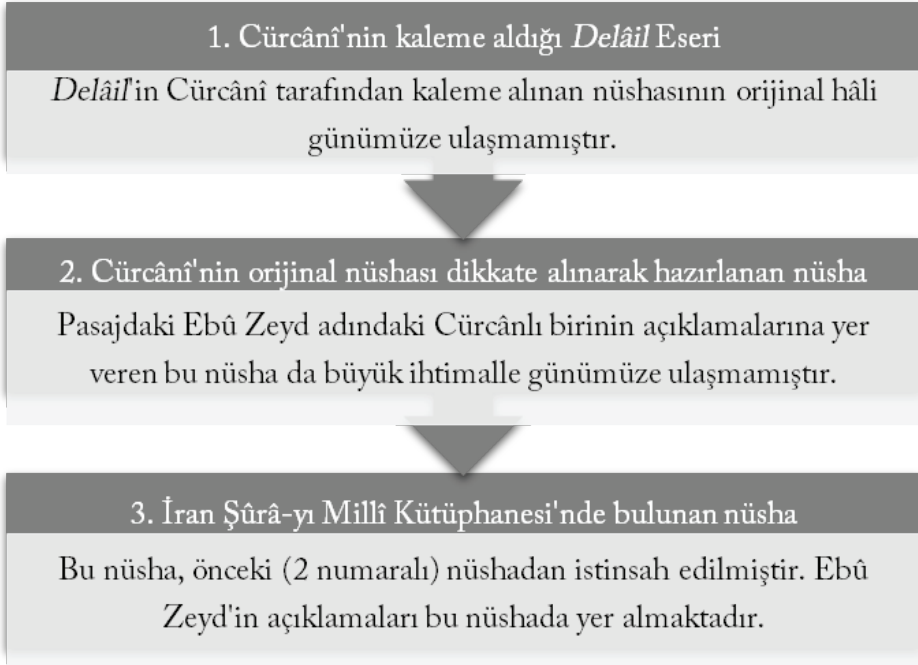 1. Cürcânî'nin kaleme aldığı Delâil Eseri
Delâil'in Cürcânî tarafından kaleme alınan nüshasının orijinal hâli
günümüze ulaşmamıştır.
2. Cürcânî'nin orijinal nüshası dikkate alınarak hazırlanan nüsha
Pasajdaki Ebû Zeyd adındaki Cürcânlı birinin açıklamalarına yer
veren bu nüsha da büyük ihtimalle günümüze ulaşmamıştır.
3. İran Şûrâ-yı Millî Kütüphanesi'nde bulunan nüsha
Bu nüsha, önceki (2 numaralı) nüshadan istinsah edilmiştir. Ebû
Zeyd'in açıklamaları bu nüshada yer almaktadır.